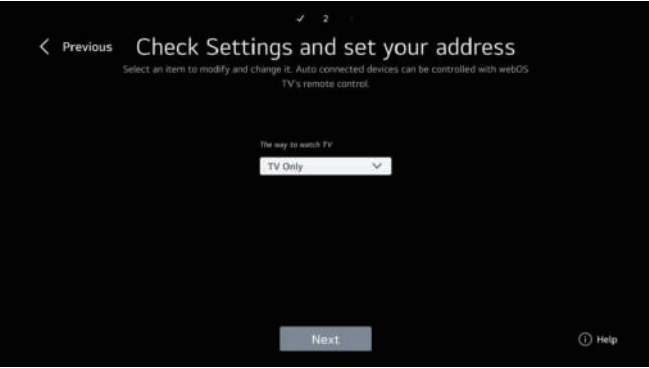 ✓ 2
Previous
Check Settings and set your address
Select an item to modify and change it. Auto connected devices can be controlled with webOS
TV's remote control.
The way to watch TV
TV Only
Next
Help